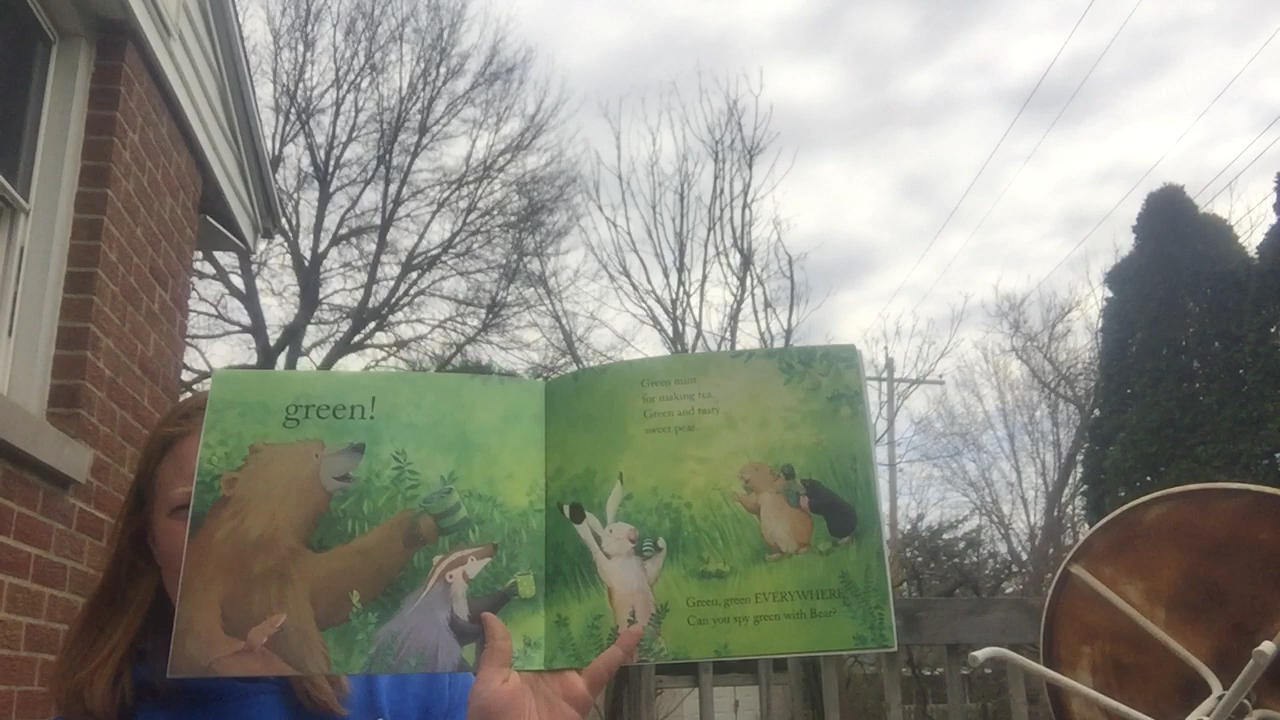 green!
Green mint
for making tea.
Green and tasty
sweet peas.
Green, green EVERYWHERE.
Can you spy green with Bear?